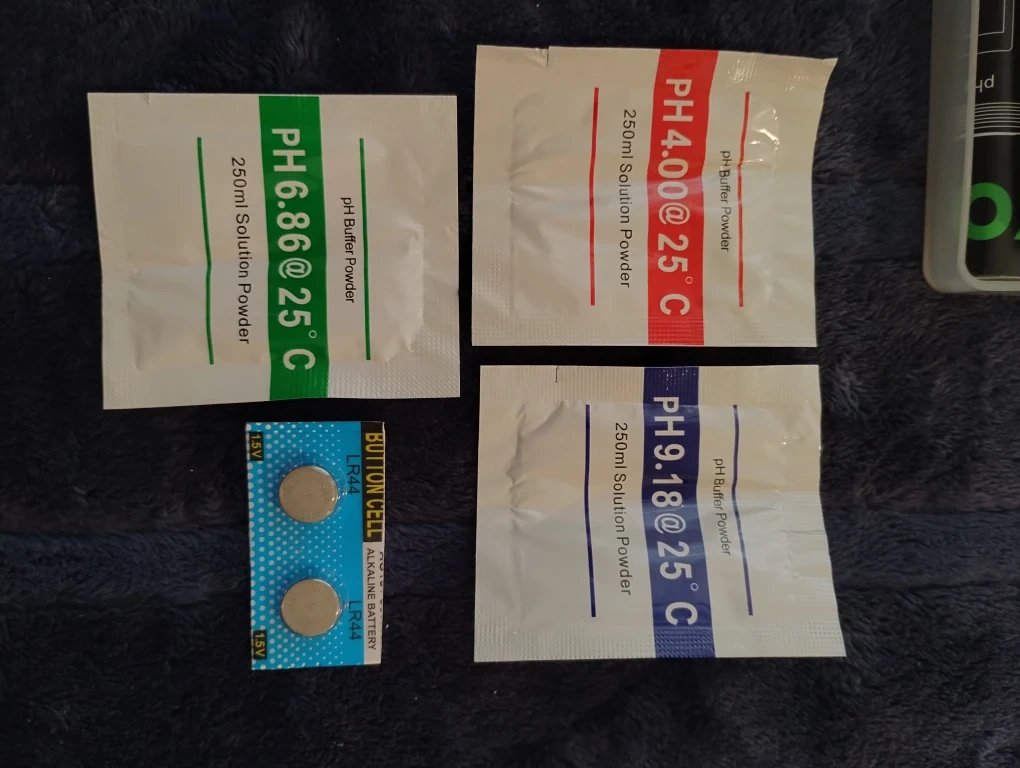 pH Buffer Powder
PH 6.86@ 25°C
250ml Solution Powder
pH Buffer Powder
PH 4.00@ 25°C
250ml Solution Powder
pH Buffer Powder
PH 9.18@ 25°C
250ml Solution Powder
BUTTON CELL
ALKALINE BATTERY
LR44
LR44
1.5V
1.5V
pH